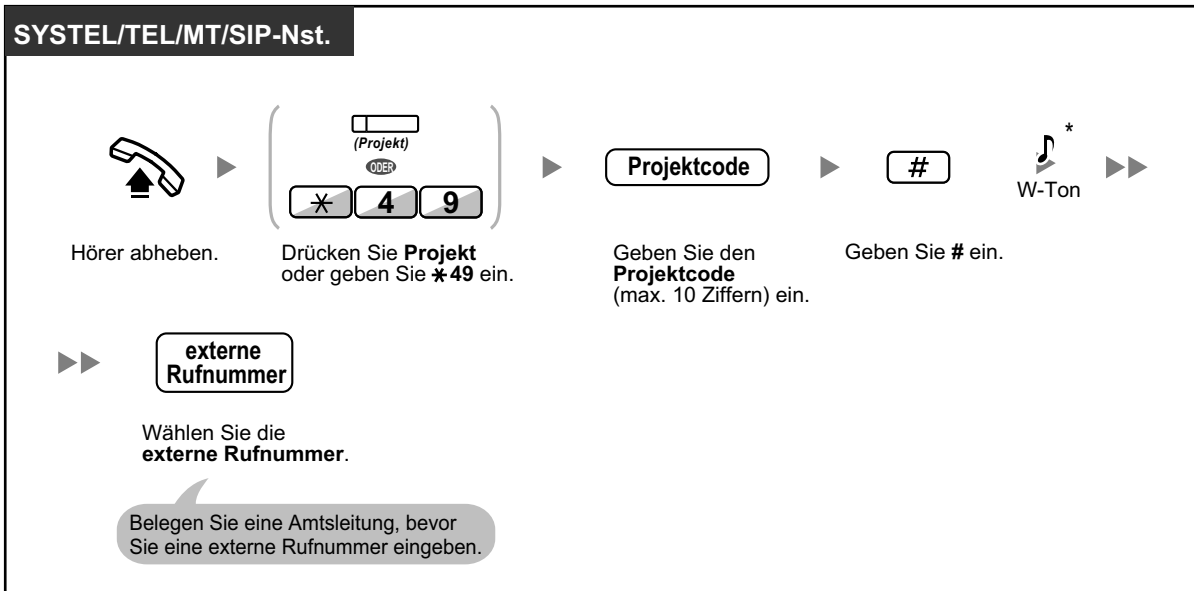 SYSTEL/TEL/MT/SIP-Nst.
(Projekt)
ODER
* 4 9
Projektcode
#
*
W-Ton
Hörer abheben.
Drücken Sie Projekt
oder geben Sie *49 ein.
Geben Sie den
Projektcode
(max. 10 Ziffern) ein.
Geben Sie # ein.
externe
Rufnummer
Wählen Sie die
externe Rufnummer.
Belegen Sie eine Amtsleitung, bevor
Sie eine externe Rufnummer eingeben.